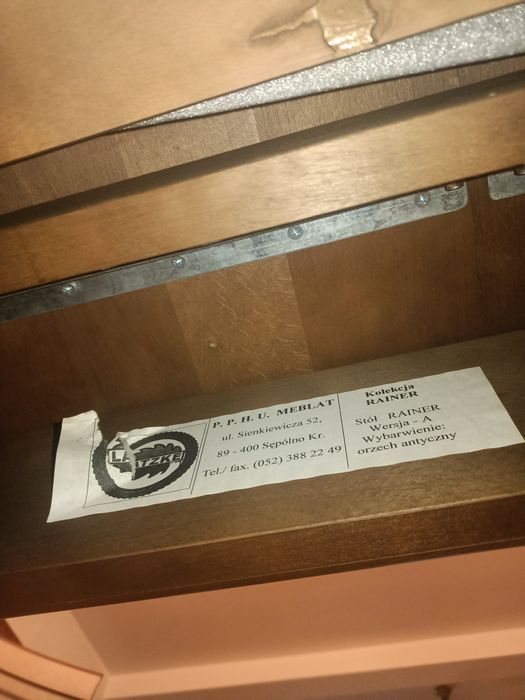 P. P. H. U. MEBLAT
ul. Sienkiewicza 52,
89 - 400 Sępólno Kr.
Tel./ fax. (052) 388 22 49
Kolekcja
RAINER
Stół RAINER
Wersja - A
Wybarwienie:
orzech antyczny